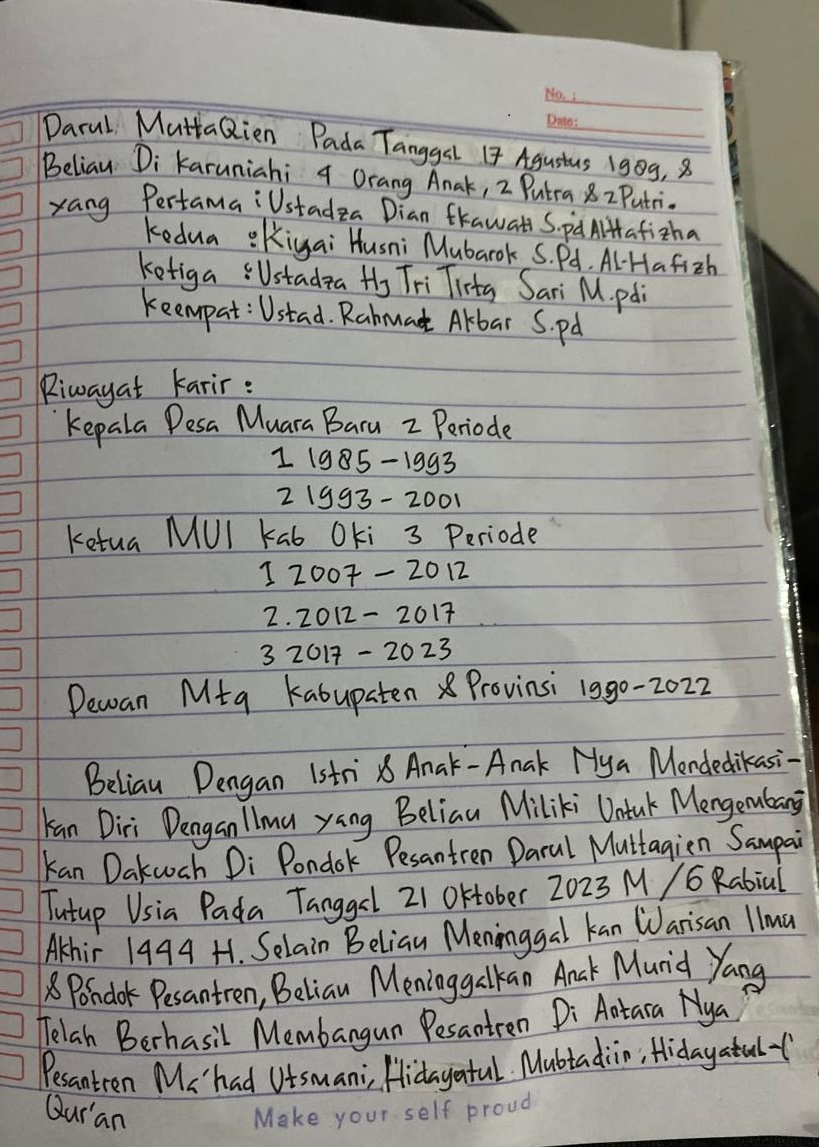 No. :
Date:
Darul MuttaQien Pada Tanggal 17 Agustus 1989, &
Beliau Di Karuniahi 4 Orang Anak, 2 Putra & 2 Putri.
yang Pertama : Ustadza Dian Ekawati S.pd Al-Hafizha
Kedua : Kiyai Husni Mubarok S.Pd. AL-Hafizh
Ketiga : Ustadza Hj Tri Tirta Sari M.pdi
Keempat : Ustad. Rahmat Akbar S.pd
Riwayat Karir :
Kepala Desa Muara Baru 2 Periode
1 1985 - 1993
2 1993 - 2001
Ketua MUI Kab Oki 3 Periode
1 2007 - 2012
2. 2012 - 2017
3 2017 - 2023
Dewan Mtq Kabupaten & Provinsi 1990-2022
Beliau Dengan Istri & Anak-Anak Nya Mendedikasi-
kan Diri Dengan Ilmu yang Beliau Miliki Untuk Mengembang
kan Dakwah Di Pondok Pesantren Darul Muttaqien Sampai
Tutup Usia Pada Tanggal 21 Oktober 2023 M / 6 Rabiul
Akhir 1444 H. Selain Beliau Meninggal kan Warisan Ilmu
& Pondok Pesantren, Beliau Meninggalkan Anak Murid Yang
Telah Berhasil Membangun Pesantren Di Antara Nya
Pesantren Ma'had Utsmani, Hidayatul Mubtadiin, Hidayatul-
Qur'an
Make your self proud